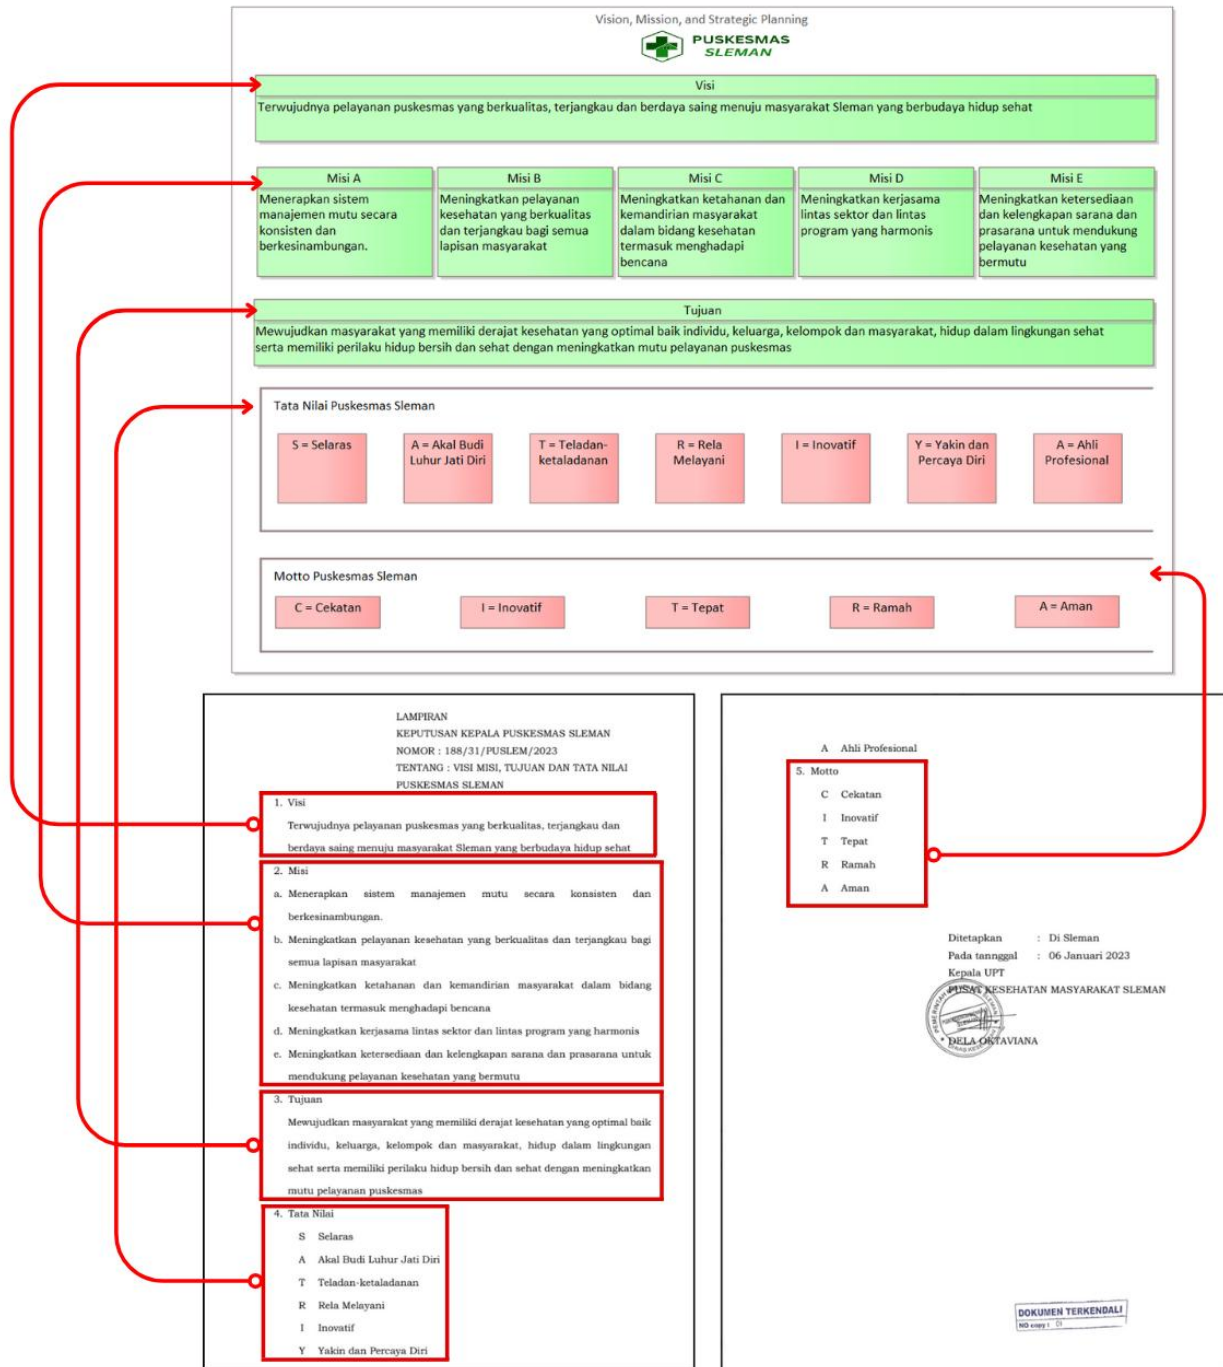 Vision, Mission, and Strategic Planning
PUSKESMAS
SLEMAN
Visi
Terwujudnya pelayanan puskesmas yang berkualitas, terjangkau dan berdaya saing menuju masyarakat Sleman yang berbudaya hidup sehat
Misi A
Menerapkan sistem
manajemen mutu secara
konsisten dan
berkesinambungan.
Misi B
Meningkatkan pelayanan
kesehatan yang berkualitas
dan terjangkau bagi semua
lapisan masyarakat
Misi C
Meningkatkan ketahanan dan
kemandirian masyarakat
dalam bidang kesehatan
termasuk menghadapi
bencana
Misi D
Meningkatkan kerjasama
lintas sektor dan lintas
program yang harmonis
Misi E
Meningkatkan ketersediaan
dan kelengkapan sarana dan
prasarana untuk mendukung
pelayanan kesehatan yang
bermutu
Tujuan
Mewujudkan masyarakat yang memiliki derajat kesehatan yang optimal baik individu, keluarga, kelompok dan masyarakat, hidup dalam lingkungan sehat
serta memiliki perilaku hidup bersih dan sehat dengan meningkatkan mutu pelayanan puskesmas
Tata Nilai Puskesmas Sleman
S = Selaras
A = Akal Budi
Luhur Jati Diri
T = Teladan-
ketaladanan
R = Rela
Melayani
I = Inovatif
Y = Yakin dan
Percaya Diri
A = Ahli
Profesional
Motto Puskesmas Sleman
C = Cekatan
I = Inovatif
T = Tepat
R = Ramah
A = Aman
LAMPIRAN
KEPUTUSAN KEPALA PUSKESMAS SLEMAN
NOMOR : 188/31/PUSLEM/2023
TENTANG : VISI MISI, TUJUAN DAN TATA NILAI
PUSKESMAS SLEMAN
1. Visi
Terwujudnya pelayanan puskesmas yang berkualitas, terjangkau dan
berdaya saing menuju masyarakat Sleman yang berbudaya hidup sehat
2. Misi
a. Menerapkan sistem manajemen mutu secara konsisten dan
berkesinambungan.
b. Meningkatkan pelayanan kesehatan yang berkualitas dan terjangkau bagi
semua lapisan masyarakat
c. Meningkatkan ketahanan dan kemandirian masyarakat dalam bidang
kesehatan termasuk menghadapi bencana
d. Meningkatkan kerjasama lintas sektor dan lintas program yang harmonis
e. Meningkatkan ketersediaan dan kelengkapan sarana dan prasarana untuk
mendukung pelayanan kesehatan yang bermutu
3. Tujuan
Mewujudkan masyarakat yang memiliki derajat kesehatan yang optimal baik
individu, keluarga, kelompok dan masyarakat, hidup dalam lingkungan
sehat serta memiliki perilaku hidup bersih dan sehat dengan meningkatkan
mutu pelayanan puskesmas
4. Tata Nilai
S Selaras
A Akal Budi Luhur Jati Diri
T Teladan-ketaladanan
R Rela Melayani
I Inovatif
Y Yakin dan Percaya Diri
A Ahli Profesional
5. Motto
C Cekatan
I Inovatif
T Tepat
R Ramah
A Aman
Ditetapkan : Di Sleman
Pada tannggal : 06 Januari 2023
Kepala UPT
PUSAT KESEHATAN MASYARAKAT SLEMAN
DELA OKTAVIANA
DOKUMEN TERKENDALI
NO copy : 01